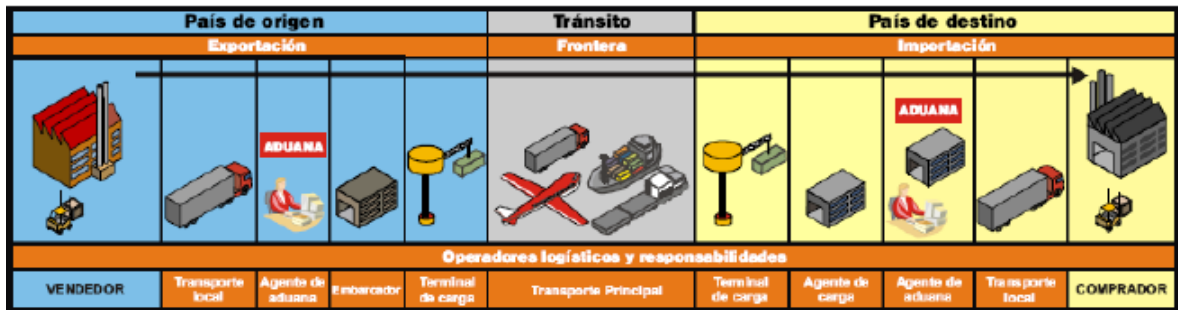 País de origen
Tránsito
País de destino
Exportación
Frontera
Importación
ADUANA
ADUANA
Operadores logísticos y responsabilidades
VENDEDOR
Transporte
local
Agente de
aduana
Embarcador
Terminal
de carga
Transporte Principal
Terminal
de carga
Agente de
carga
Agente de
aduana
Transporte
local
COMPRADOR